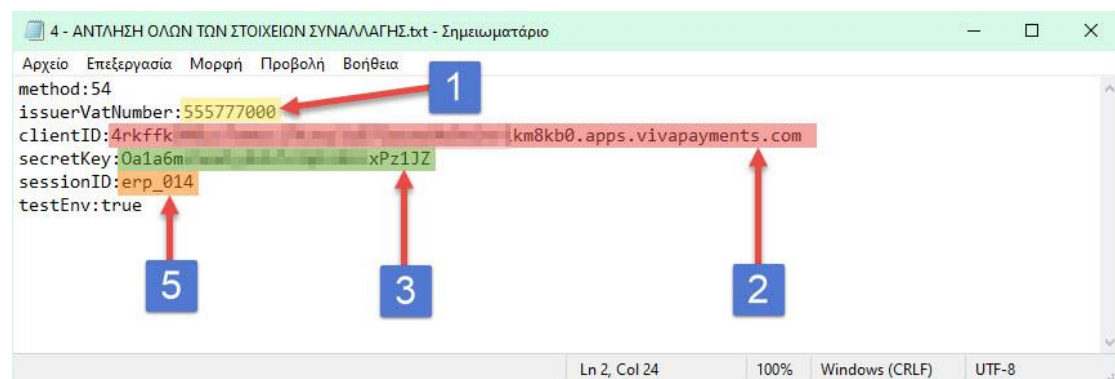 4 - ΑΝΤΛΗΣΗ ΟΛΩΝ ΤΩΝ ΣΤΟΙΧΕΙΩΝ ΣΥΝΑΛΛΑΓΗΣ.txt - Σημειωματάριο
Αρχείο Επεξεργασία Μορφή Προβολή Βοήθεια
1
method:54
issuerVatNumber:555777000
clientID:4rkffk km8kb0.apps.vivapayments.com
secretKey:Oa1a6m xPz1JZ
sessionID:erp_014
testEnv:true
5
3
2
Ln 2, Col 24 100% Windows (CRLF) UTF-8